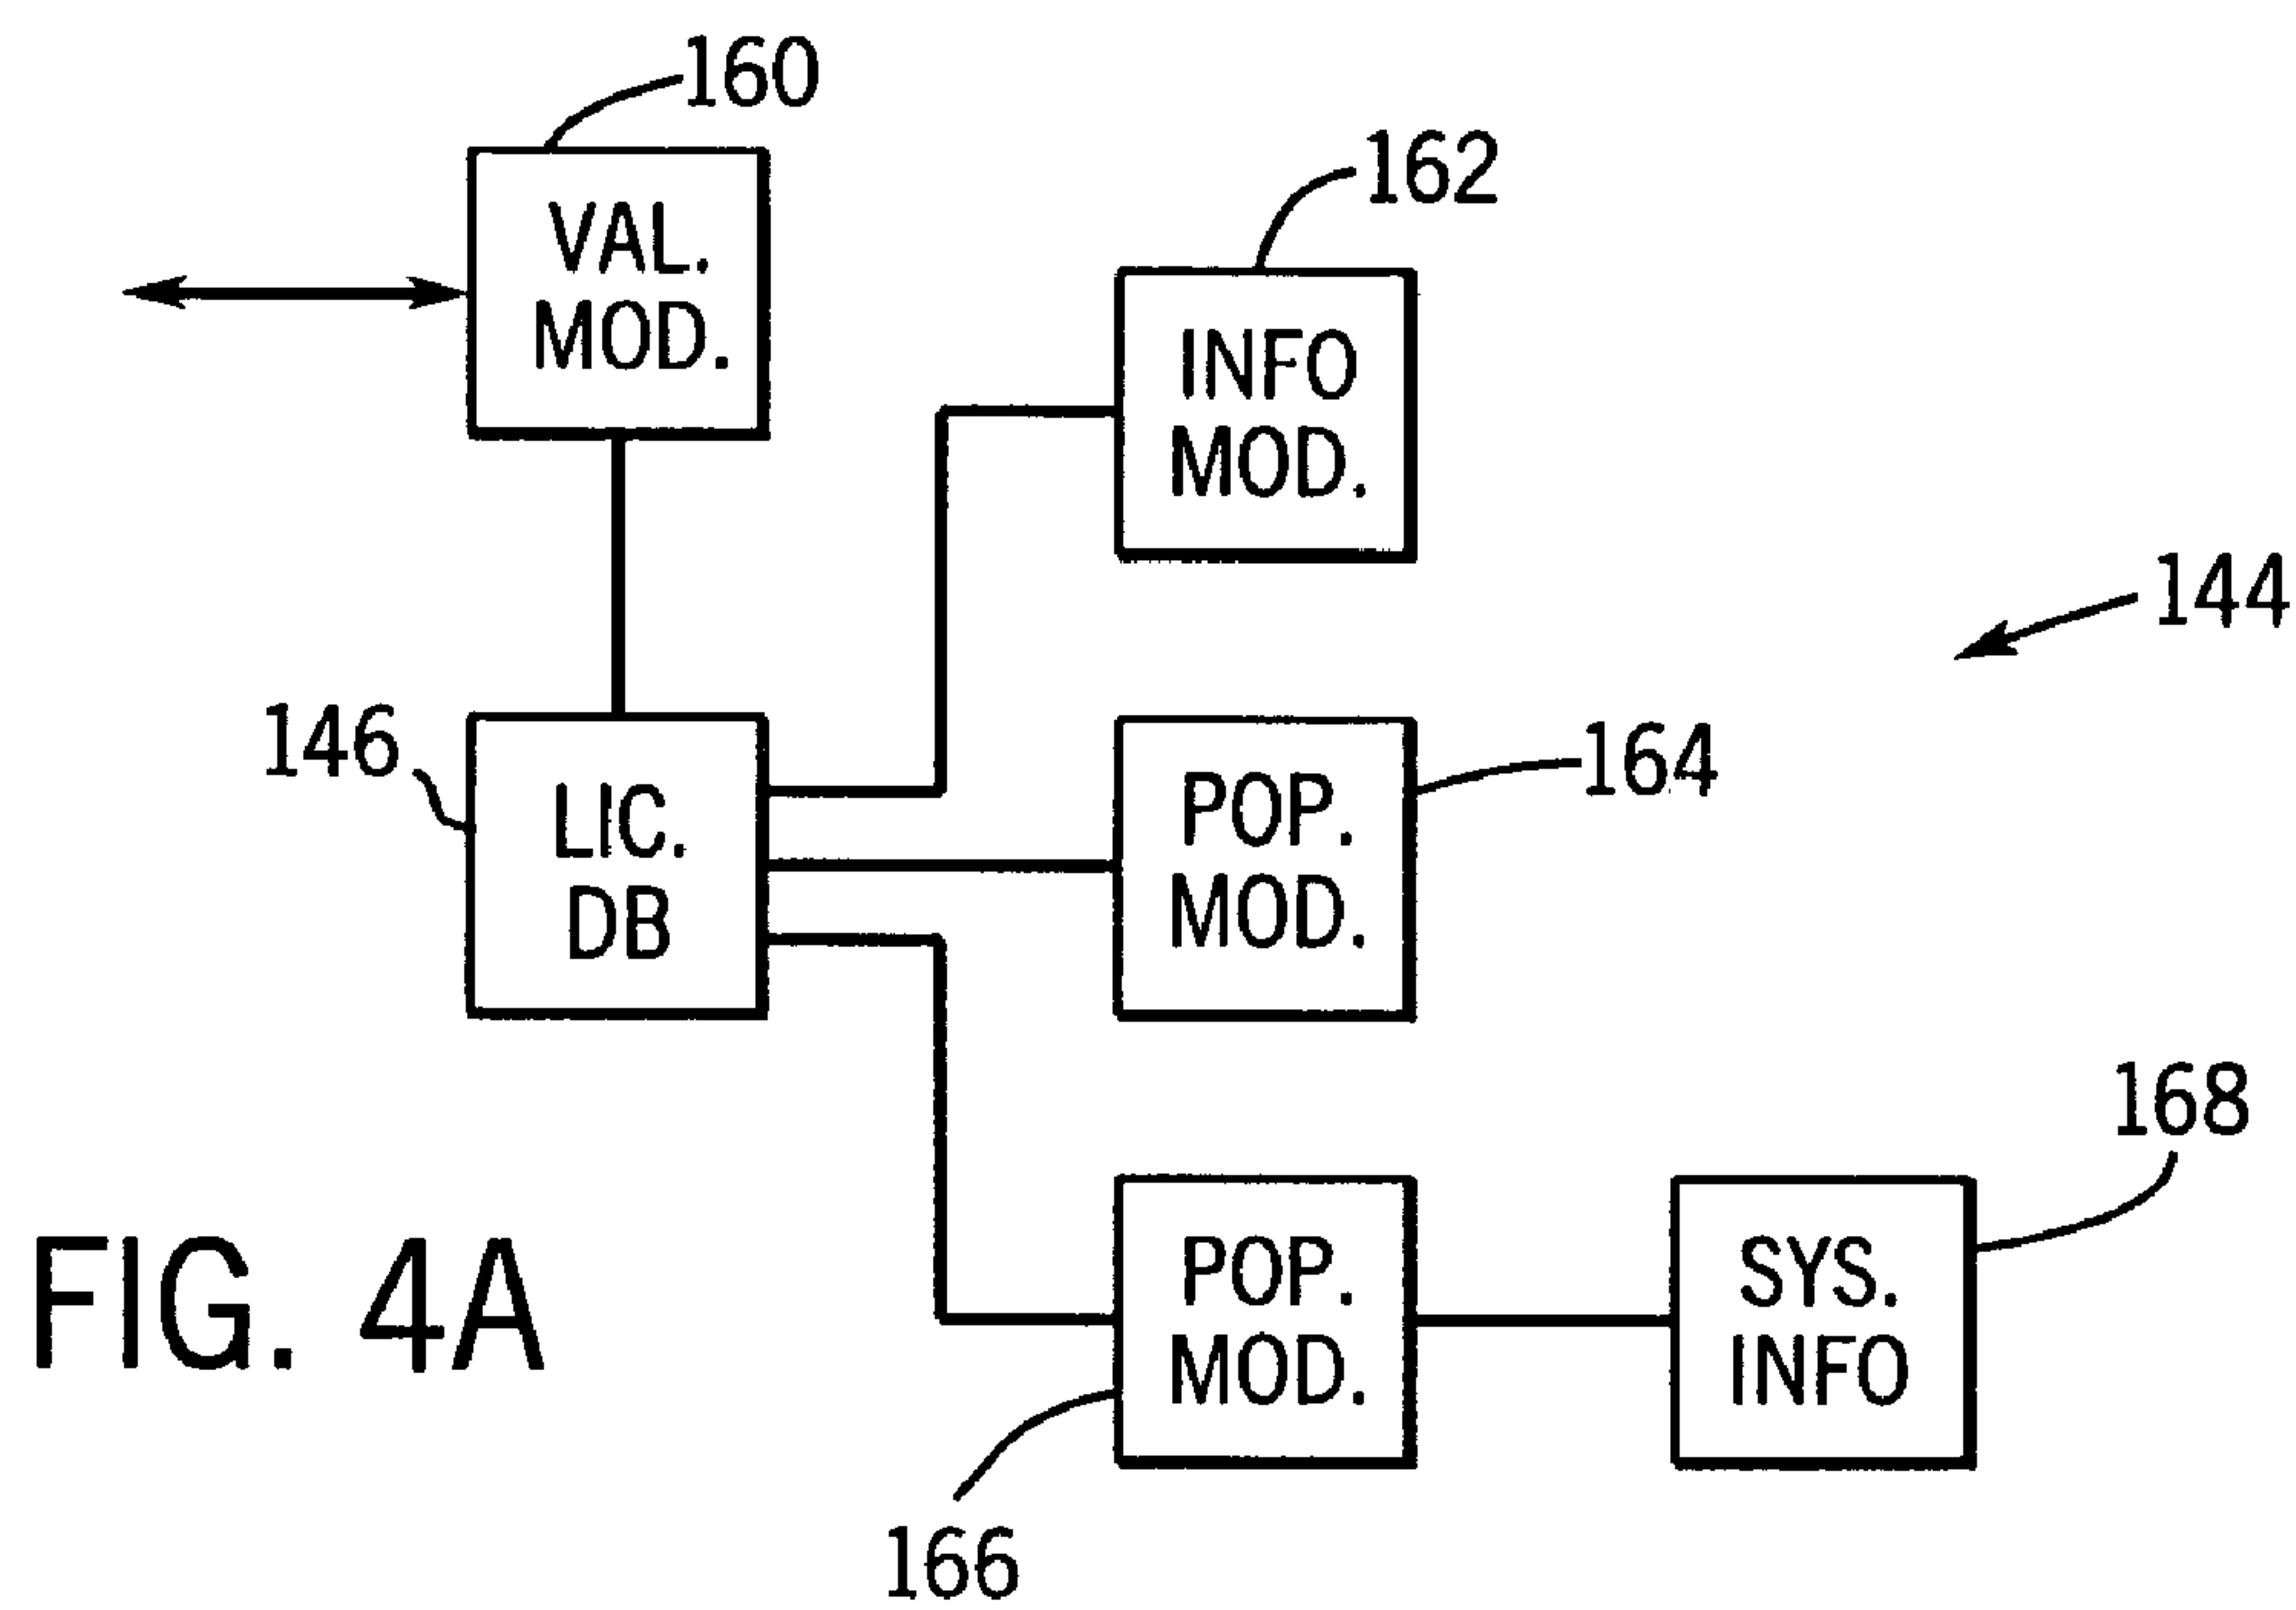 160
VAL.
MOD.
162
INFO
MOD.
144
146
LIC.
DB
164
POP.
MOD.
168
POP.
MOD.
SYS.
INFO
166
FIG. 4A